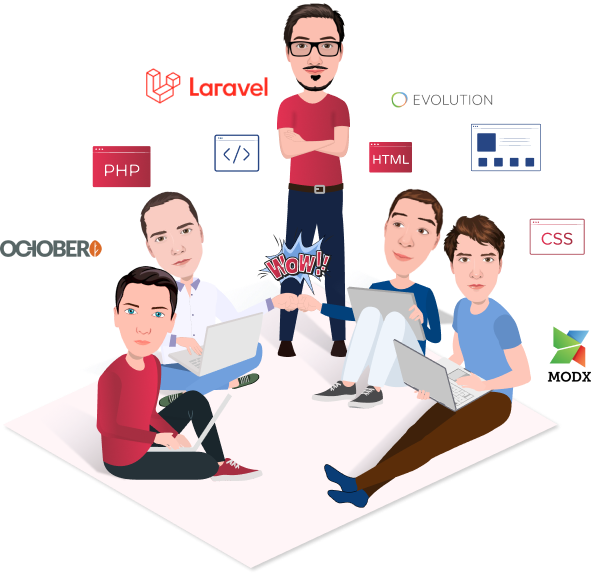 Laravel
EVOLUTION
</>
PHP
HTML
CSS
OCTOBER
WOW!!
MODX